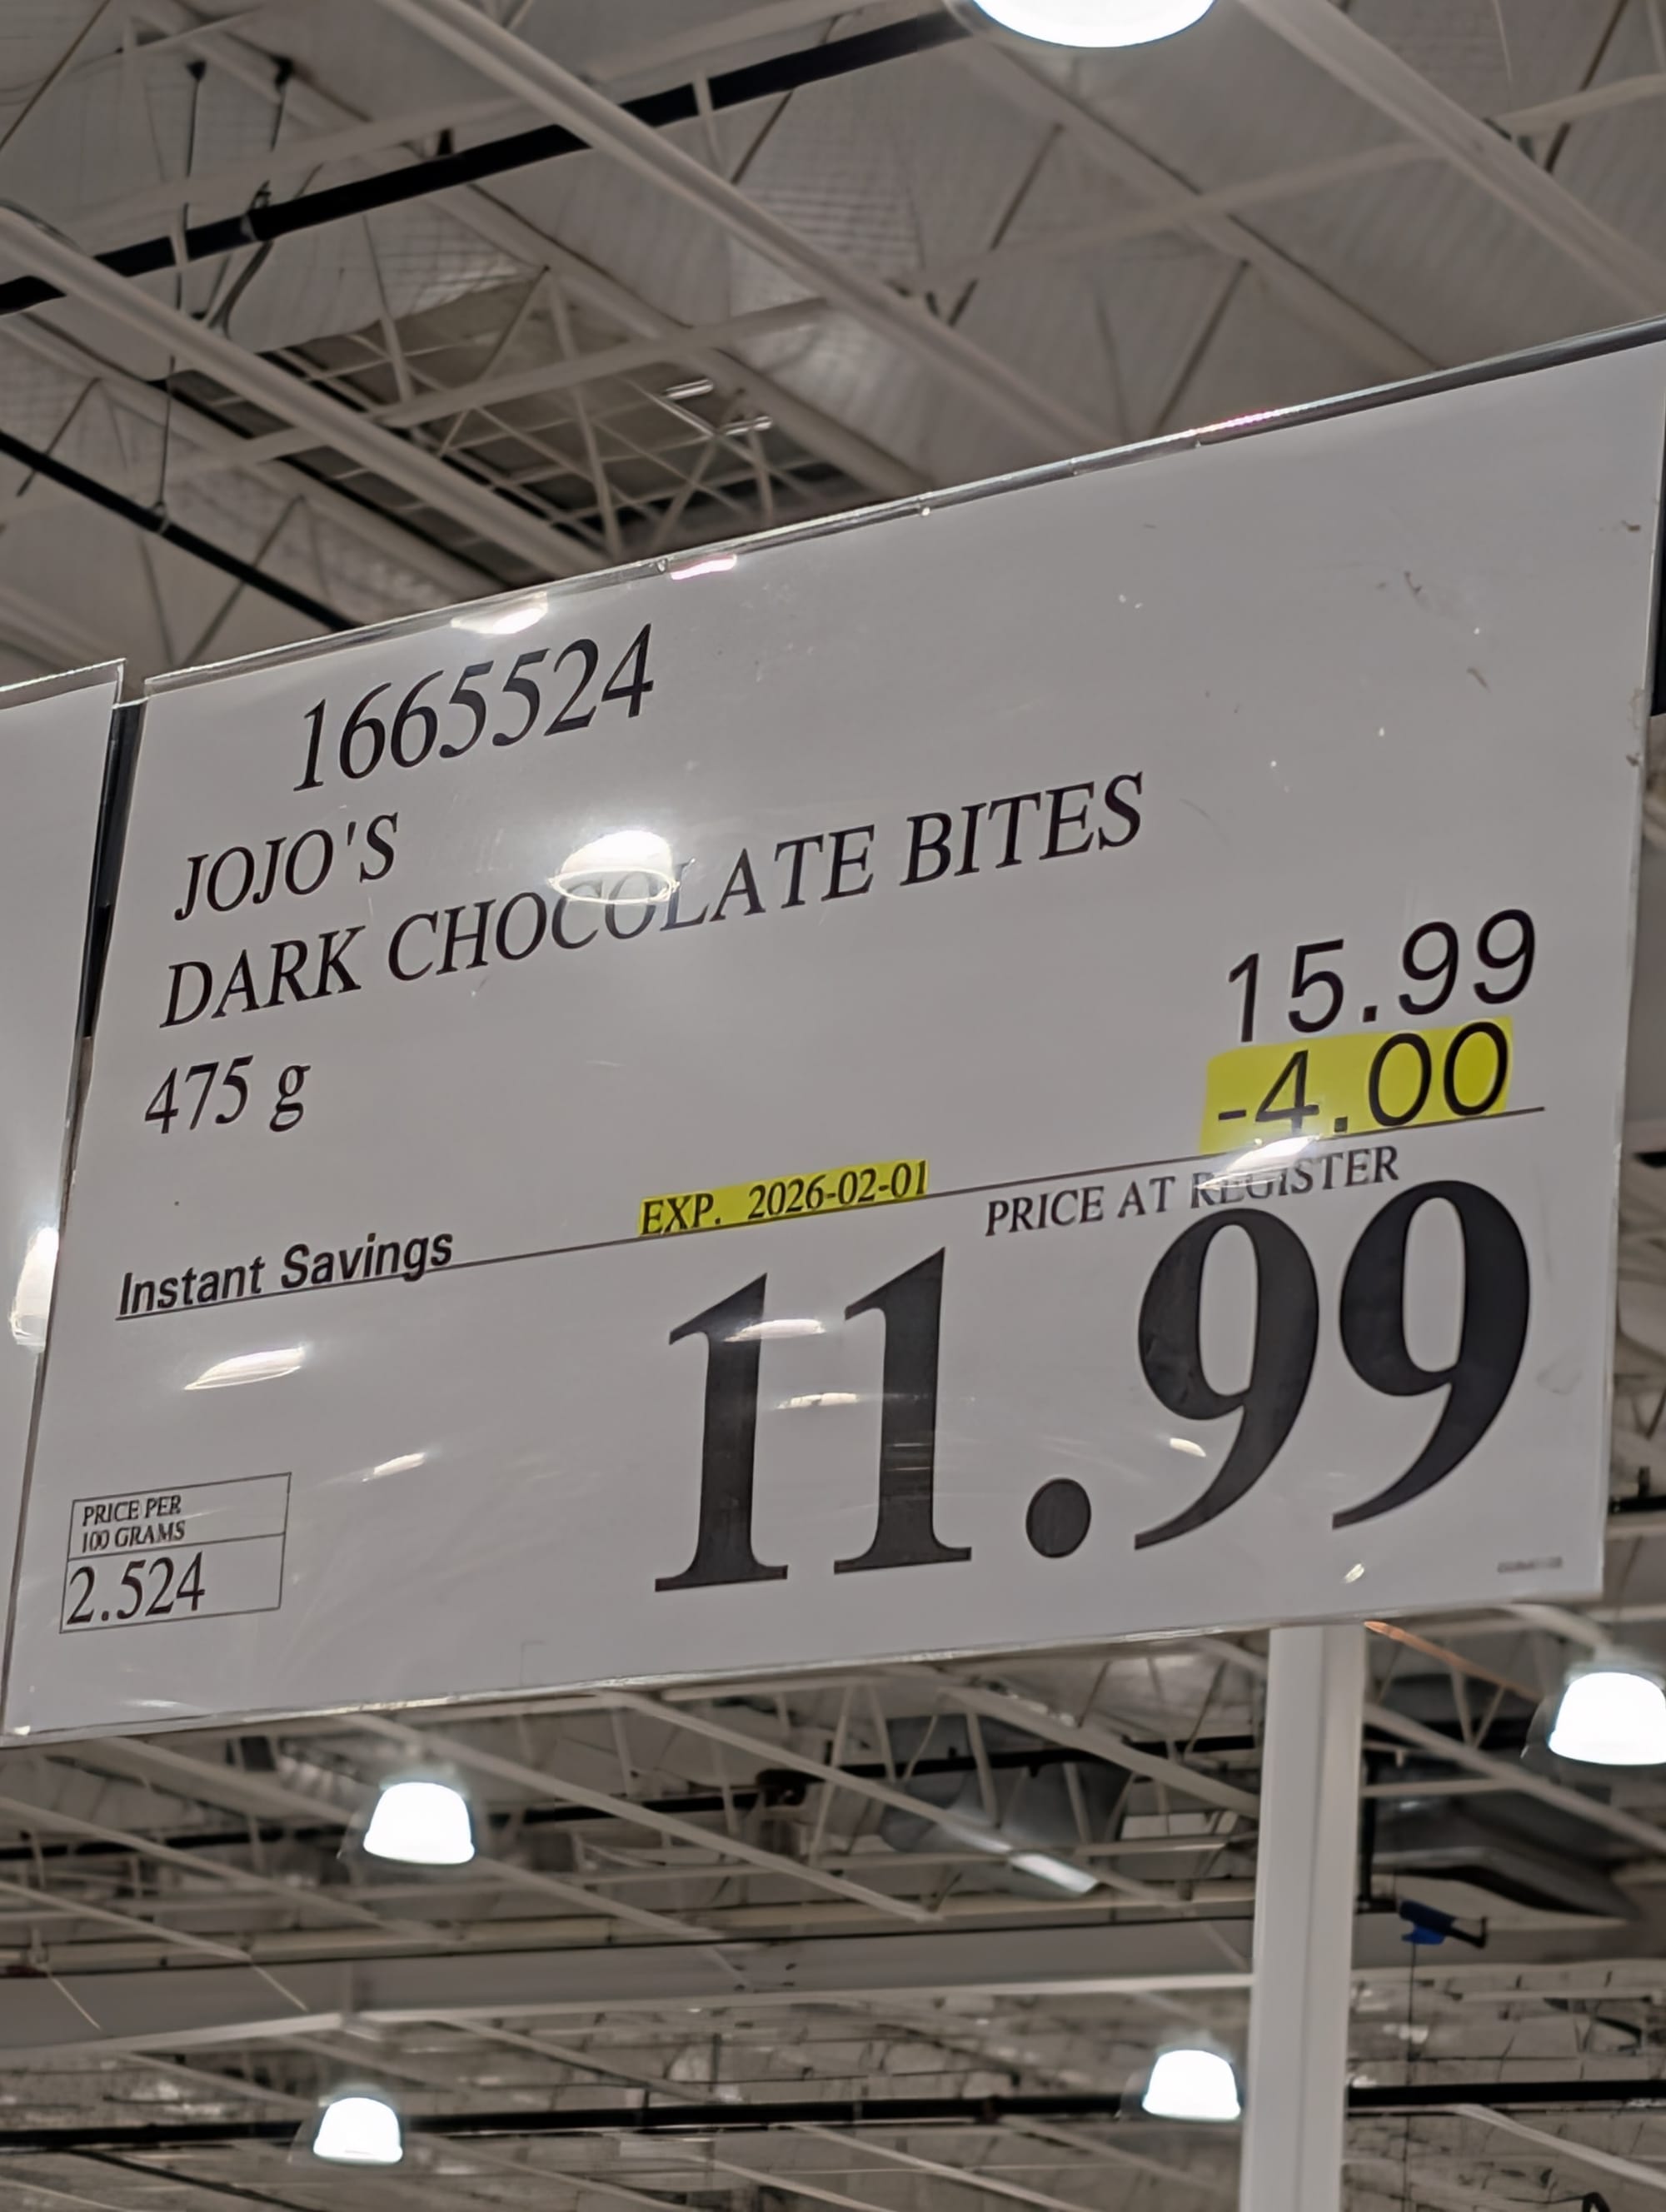 1665524
JOJO'S
DARK CHOCOLATE BITES
475 g
15.99
-4.00
Instant Savings
EXP. 2026-02-01
PRICE AT REGISTER
11.99
PRICE PER
100 GRAMS
2.524